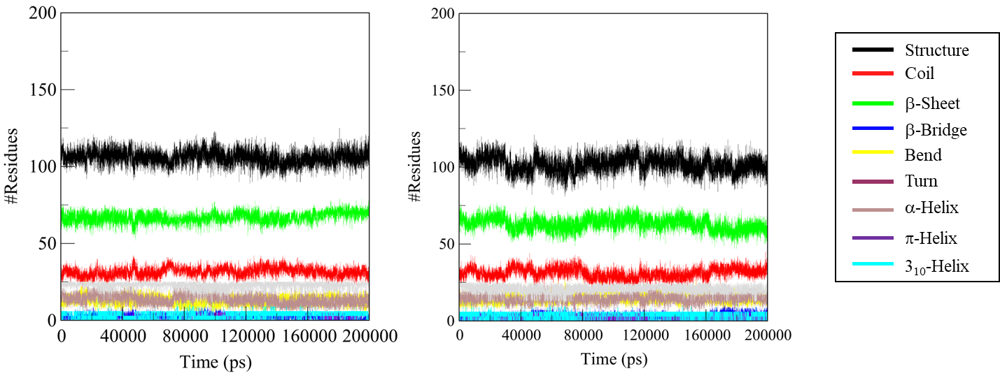 200
150
100
50
0
#Residues
0 40000 80000 120000 160000 200000
Time (ps)
200
150
100
50
0
#Residues
0 40000 80000 120000 160000 200000
Time (ps)
Structure
Coil
β-Sheet
β-Bridge
Bend
Turn
α-Helix
π-Helix
3₁₀-Helix